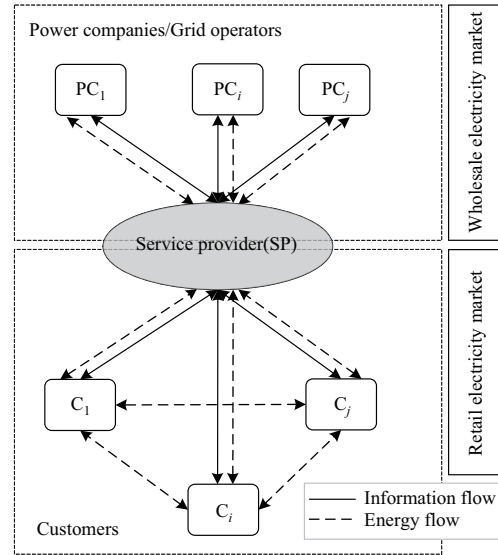 Power companies/Grid operators
PC1
PCi
PCj
Wholesale electricity market
Service provider(SP)
Retail electricity market
C1
Cj
Ci
Information flow
Energy flow
Customers